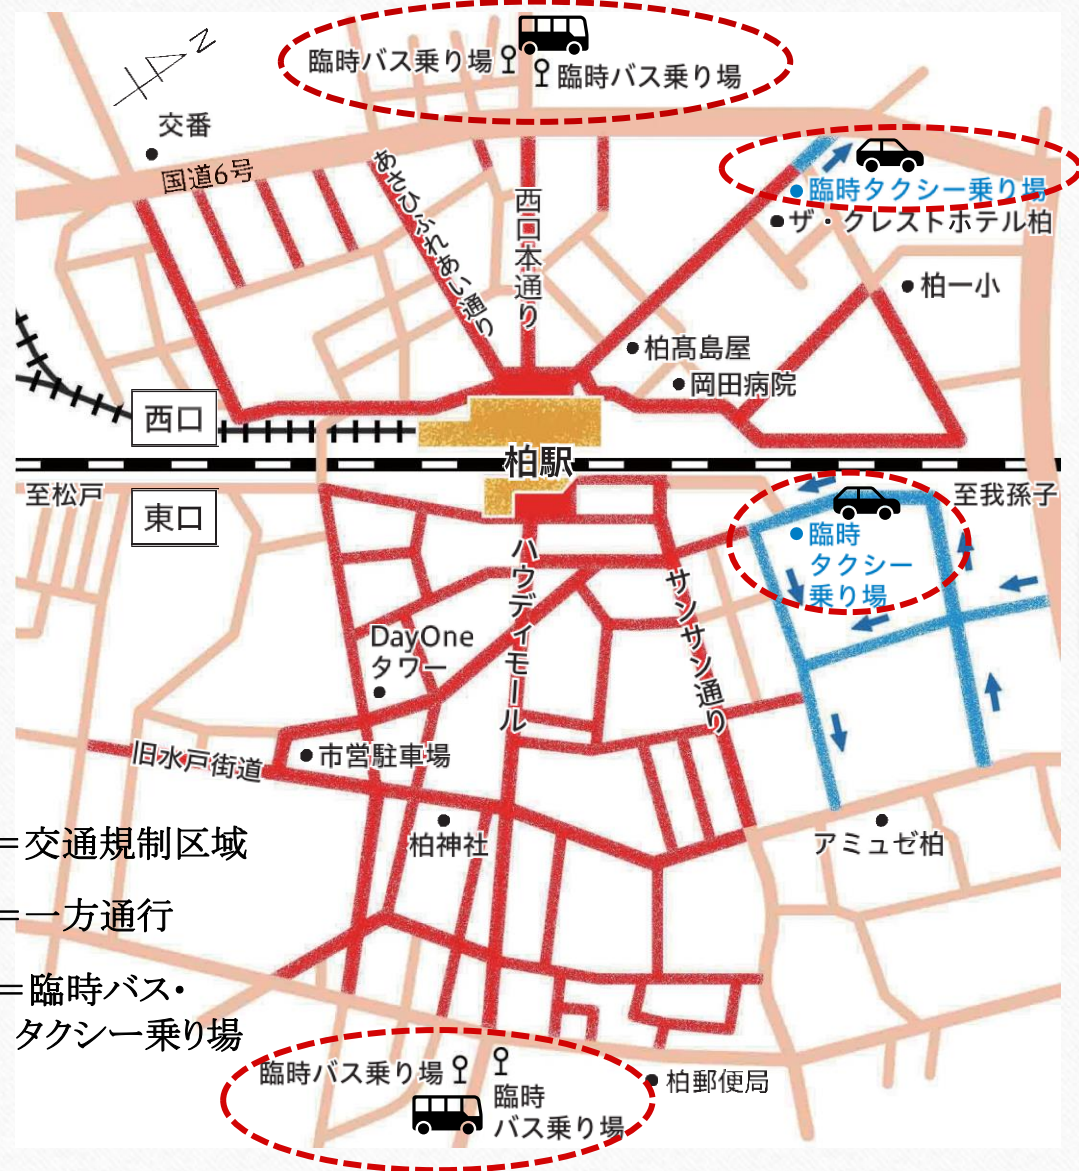 臨時バス乗り場
臨時バス乗り場
Z
交番
国道6号
あさひふれあい通り
西口本通り
臨時タクシー乗り場
ザ・クレストホテル柏
柏一小
柏髙島屋
岡田病院
西口
柏駅
至松戸
東口
至我孫子
臨時
タクシー
乗り場
ハウディモール
サンサン通り
DayOne
タワー
市営駐車場
旧水戸街道
柏神社
アミュゼ柏
=交通規制区域
=一方通行
=臨時バス・
タクシー乗り場
臨時バス乗り場
臨時
バス乗り場
柏郵便局